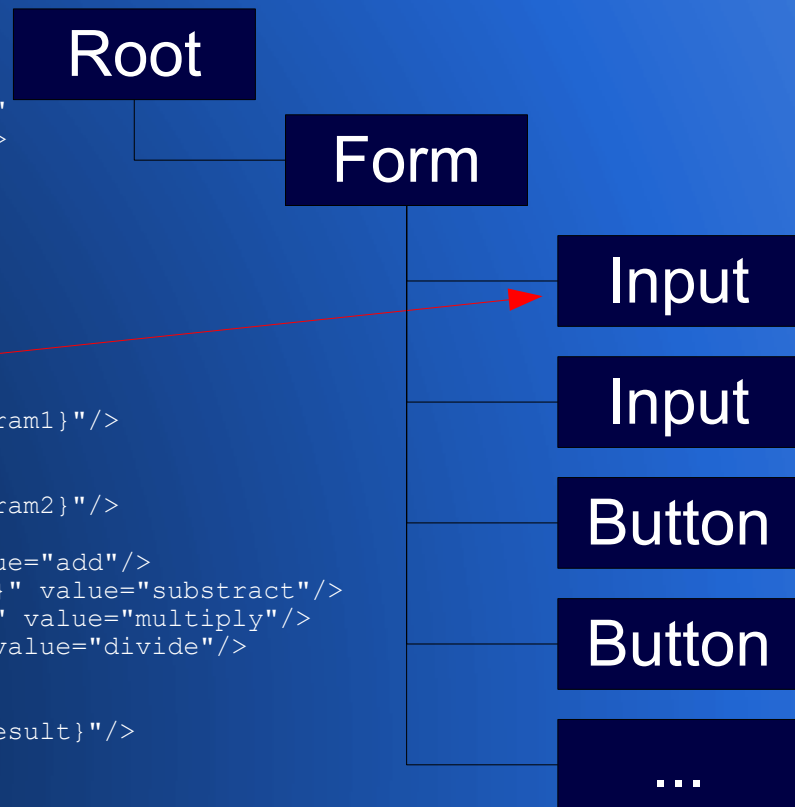 Root
"
>
Form
Input
ram1}"/>
Input
ram2}"/>
Button
ue="add"/>
}" value="substract"/>
" value="multiply"/>
value="divide"/>
Button
esult}"/>
...